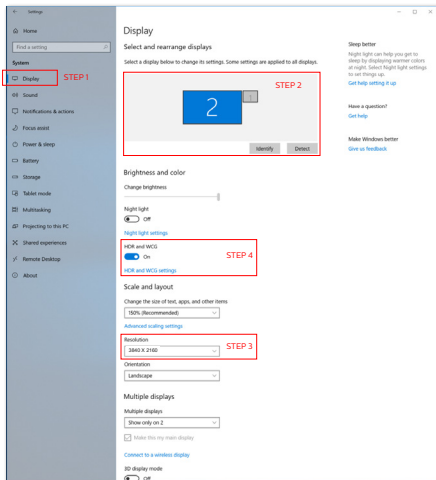 Settings
Home
Find a setting
System
Display
STEP 1
Sound
Notifications & actions
Focus assist
Power & sleep
Battery
Storage
Tablet mode
Multitasking
Projecting to this PC
Shared experiences
Remote Desktop
About
Display
Select and rearrange displays
Select a display below to change its settings. Some settings are applied to all displays.
STEP 2
2
1
Identify
Detect
Brightness and color
Change brightness
Night light
Off
Night light settings
HDR and WCG
On
STEP 4
HDR and WCG settings
Scale and layout
Change the size of text, apps, and other items
150% (Recommended)
Advanced scaling settings
Resolution
3840 X 2160
STEP 3
Orientation
Landscape
Multiple displays
Multiple displays
Show only on 2
Make this my main display
Connect to a wireless display
3D display mode
Off
Sleep better
Night light can help you get to
sleep by displaying warmer colors
at night. Select Night light settings
to set things up.
Get help setting it up
Have a question?
Get help
Make Windows better
Give us feedback